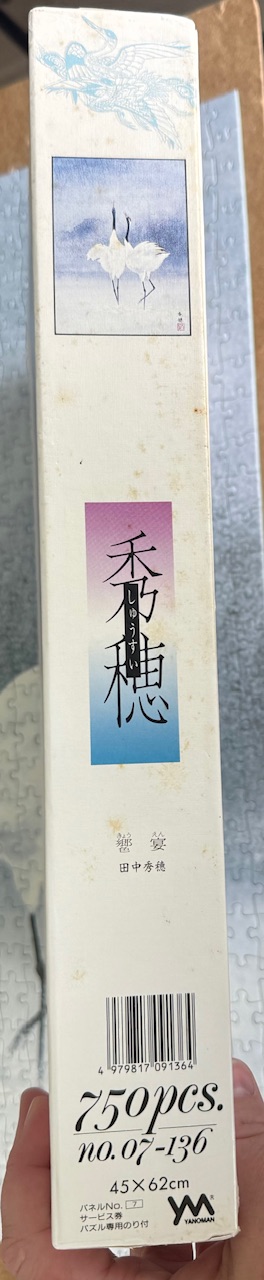 秀穂
しゅうすい
きょう えん
饗宴
田中秀穂
4 979817 091364
750pcs.
no. 07-136
45×62cm
パネルNo. 7
サービス券
パズル専用のり付
YM®
YANOMAN